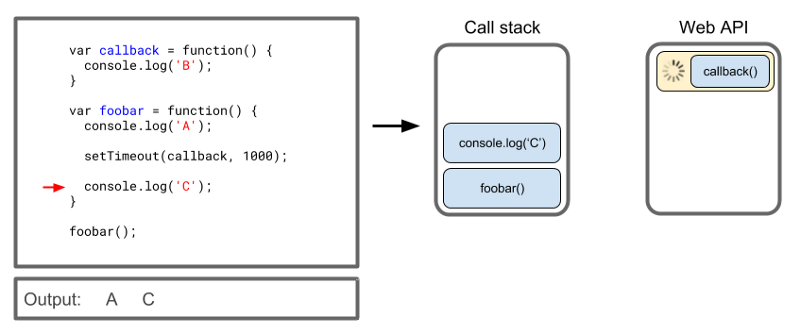 var callback = function() {
console.log('B');
}
var foobar = function() {
console.log('A');
setTimeout(callback, 1000);
console.log('C');
}
foobar();
Output: A C
Call stack
console.log(‘C’)
foobar()
Web API
callback()